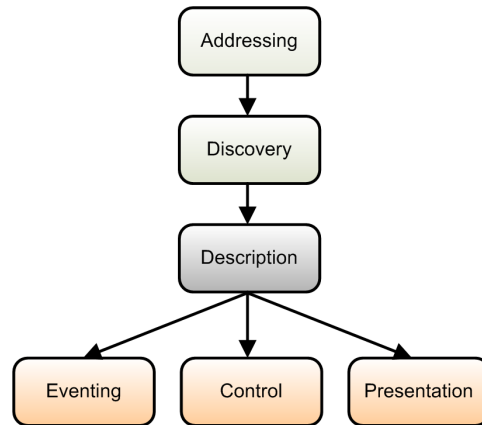 Addressing
Discovery
Description
Eventing
Control
Presentation